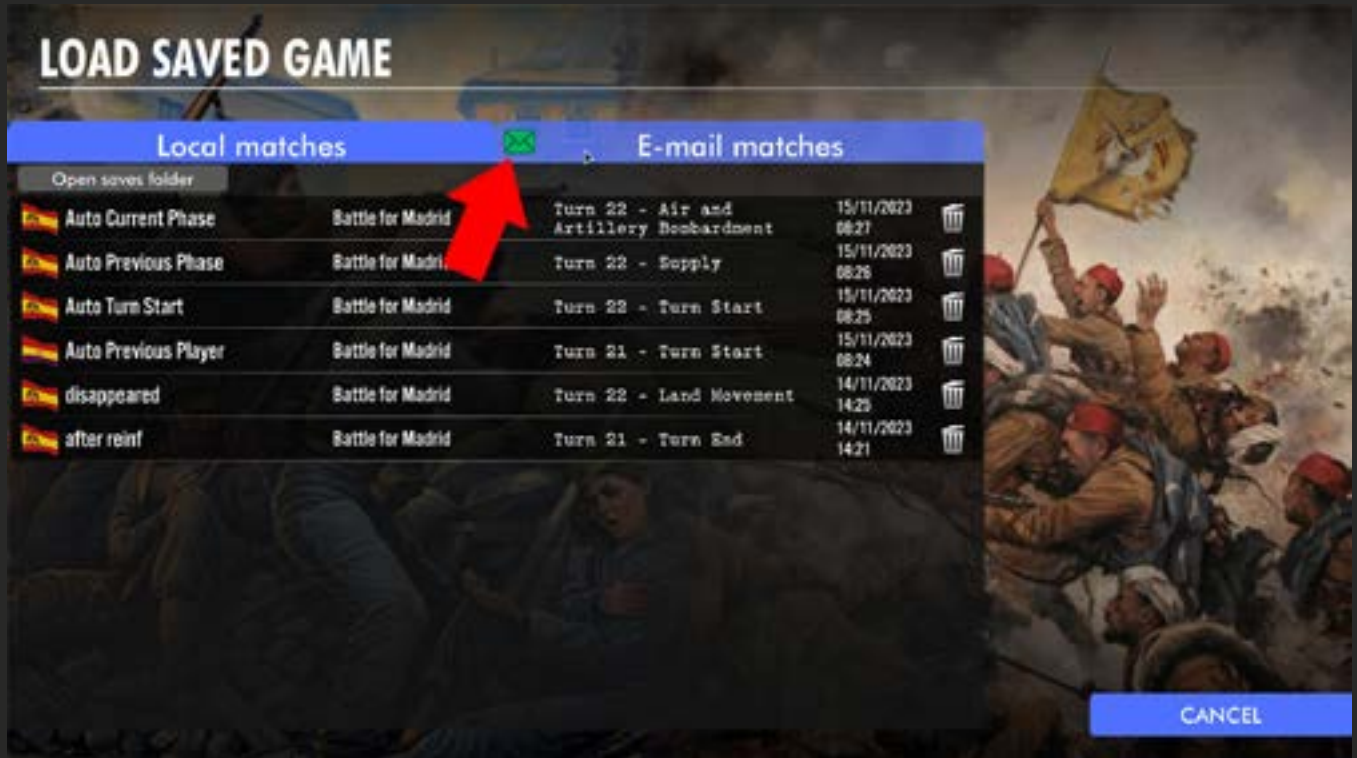 LOAD SAVED GAME
Local matches
E-mail matches
Open saves folder
Auto Current Phase Battle for Madrid Turn 22 - Air and Artillery Bombardment 15/11/2023 08:27
Auto Previous Phase Battle for Madrid Turn 22 - Supply 15/11/2023 08:26
Auto Turn Start Battle for Madrid Turn 22 - Turn Start 15/11/2023 08:25
Auto Previous Player Battle for Madrid Turn 21 - Turn Start 15/11/2023 08:24
disappeared Battle for Madrid Turn 22 - Land Movement 14/11/2023 14:25
after reinf Battle for Madrid Turn 21 - Turn End 14/11/2023 14:21
CANCEL